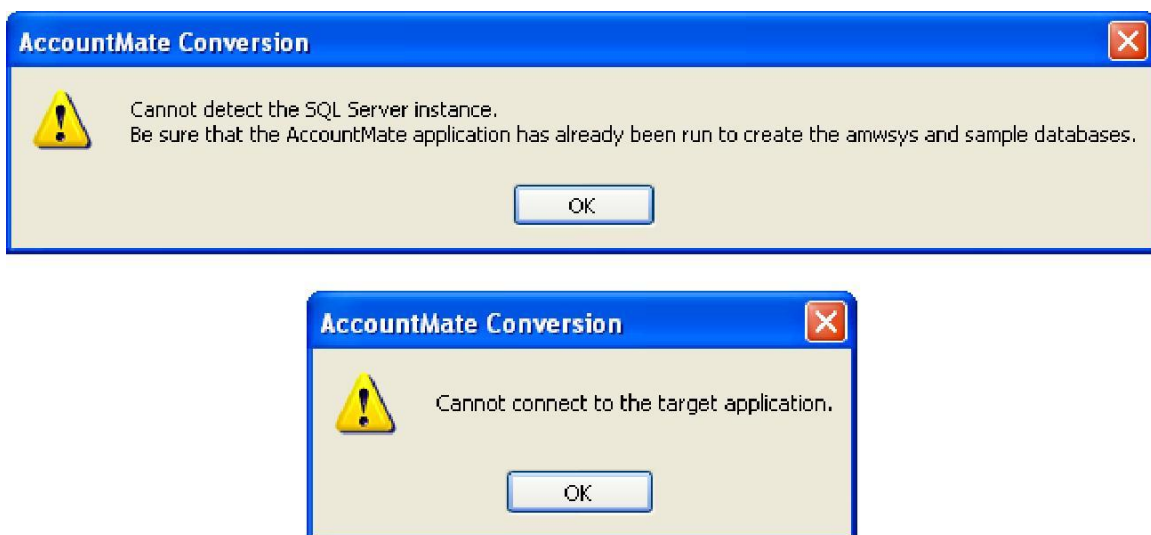 AccountMate Conversion
Cannot detect the SQL Server instance.
Be sure that the AccountMate application has already been run to create the amwsys and sample databases.
OK
AccountMate Conversion
Cannot connect to the target application.
OK